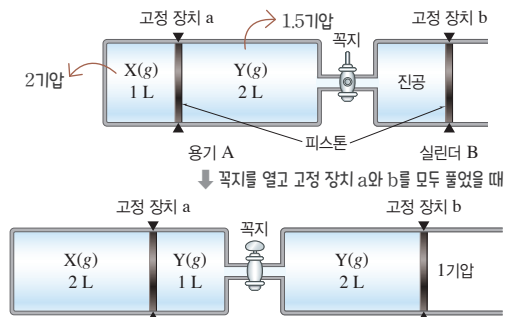 고정 장치 a
1.5기압
고정 장치 b
꼭지
2기압
X(g)
1 L
Y(g)
2 L
진공
피스톤
용기 A
실린더 B
꼭지를 열고 고정 장치 a와 b를 모두 풀었을 때
고정 장치 a
꼭지
고정 장치 b
X(g)
2 L
Y(g)
1 L
Y(g)
2 L
1기압